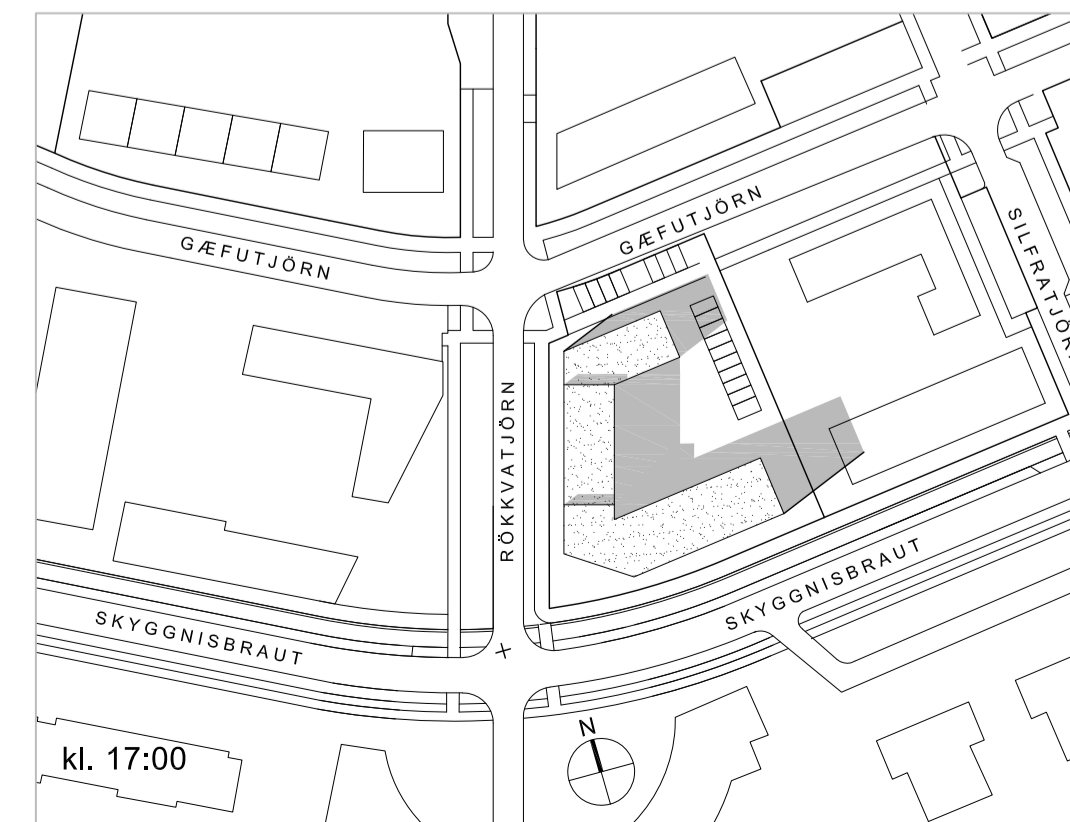 GÆFUTJÖRN
GÆFUTJÖRN
SILFRATJÖRN
RÖKKVATJÖRN
SKYGGNISBRAUT
SKYGGNISBRAUT
N
kl. 17:00